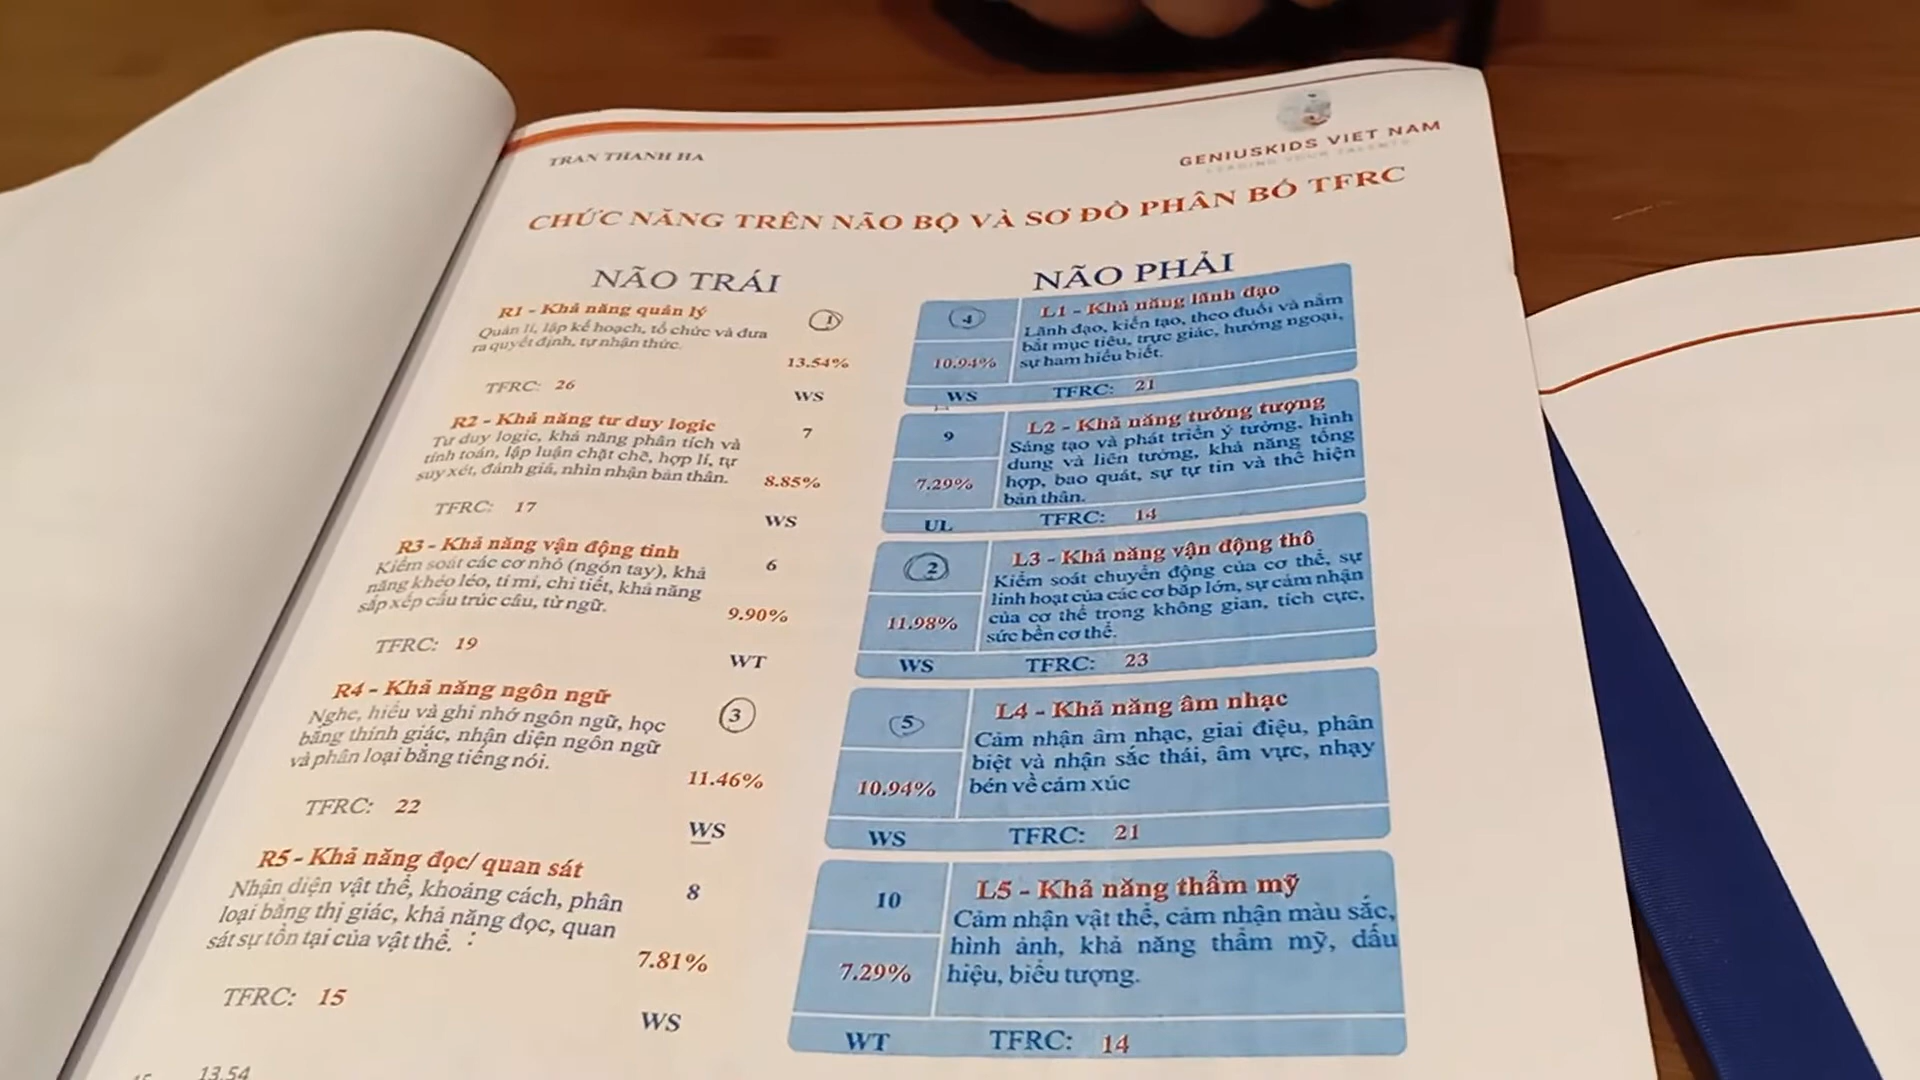 TRAN THANH HA
GENIUSKIDS VIET NAM
LEADING YOUR TALENTS
CHỨC NĂNG TRÊN NÃO BỘ VÀ SƠ ĐỒ PHÂN BỐ TFRC
NÃO TRÁI
R1 - Khả năng quản lý
1
Quản lí, lập kế hoạch, tổ chức và đưa
ra quyết định, tự nhận thức.
13.54%
TFRC: 26
WS
R2 - Khả năng tư duy logic
7
Tư duy logic, khả năng phân tích và
tính toán, lập luận chặt chẽ, hợp lí, tự
suy xét, đánh giá, nhìn nhận bản thân.
8.85%
TFRC: 17
WS
R3 - Khả năng vận động tinh
6
Kiểm soát các cơ nhỏ (ngón tay), khả
năng khéo léo, tỉ mỉ, chi tiết, khả năng
sắp xếp cấu trúc câu, từ ngữ.
9.90%
TFRC: 19
WT
R4 - Khả năng ngôn ngữ
3
Nghe, hiểu và ghi nhớ ngôn ngữ, học
bằng thính giác, nhận diện ngôn ngữ
và phân loại bằng tiếng nói.
11.46%
TFRC: 22
WS
R5 - Khả năng đọc/ quan sát
8
Nhận diện vật thể, khoảng cách, phân
loại bằng thị giác, khả năng đọc, quan
sát sự tồn tại của vật thể.
7.81%
TFRC: 15
WS
13.54
NÃO PHẢI
4
L1 - Khả năng lãnh đạo
Lãnh đạo, kiến tạo, theo đuổi và nắm
bắt mục tiêu, trực giác, hướng ngoại,
sự ham hiểu biết.
10.94%
WS
TFRC: 21
9
L2 - Khả năng tưởng tượng
Sáng tạo và phát triển ý tưởng, hình
dung và liên tưởng, khả năng tổng
hợp, bao quát, sự tự tin và thể hiện
bản thân.
7.29%
UL
TFRC: 14
2
L3 - Khả năng vận động thô
Kiểm soát chuyển động của cơ thể, sự
linh hoạt của các cơ bắp lớn, sự cảm nhận
của cơ thể trong không gian, tích cực,
sức bền cơ thể.
11.98%
WS
TFRC: 23
5
L4 - Khả năng âm nhạc
Cảm nhận âm nhạc, giai điệu, phân
biệt và nhận sắc thái, âm vực, nhạy
bén về cảm xúc
10.94%
WS
TFRC: 21
10
L5 - Khả năng thẩm mỹ
Cảm nhận vật thể, cảm nhận màu sắc,
hình ảnh, khả năng thẩm mỹ, dấu
hiệu, biểu tượng.
7.29%
WT
TFRC: 14